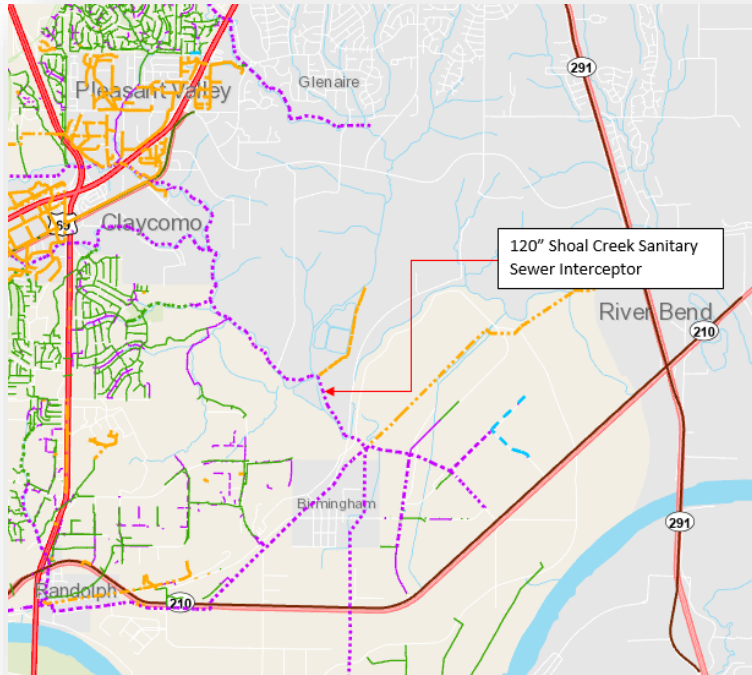 Glenaire
291
Pleasant Valley
69
Claycomo
120” Shoal Creek Sanitary
Sewer Interceptor
River Bend
210
Birmingham
291
Randolph
210